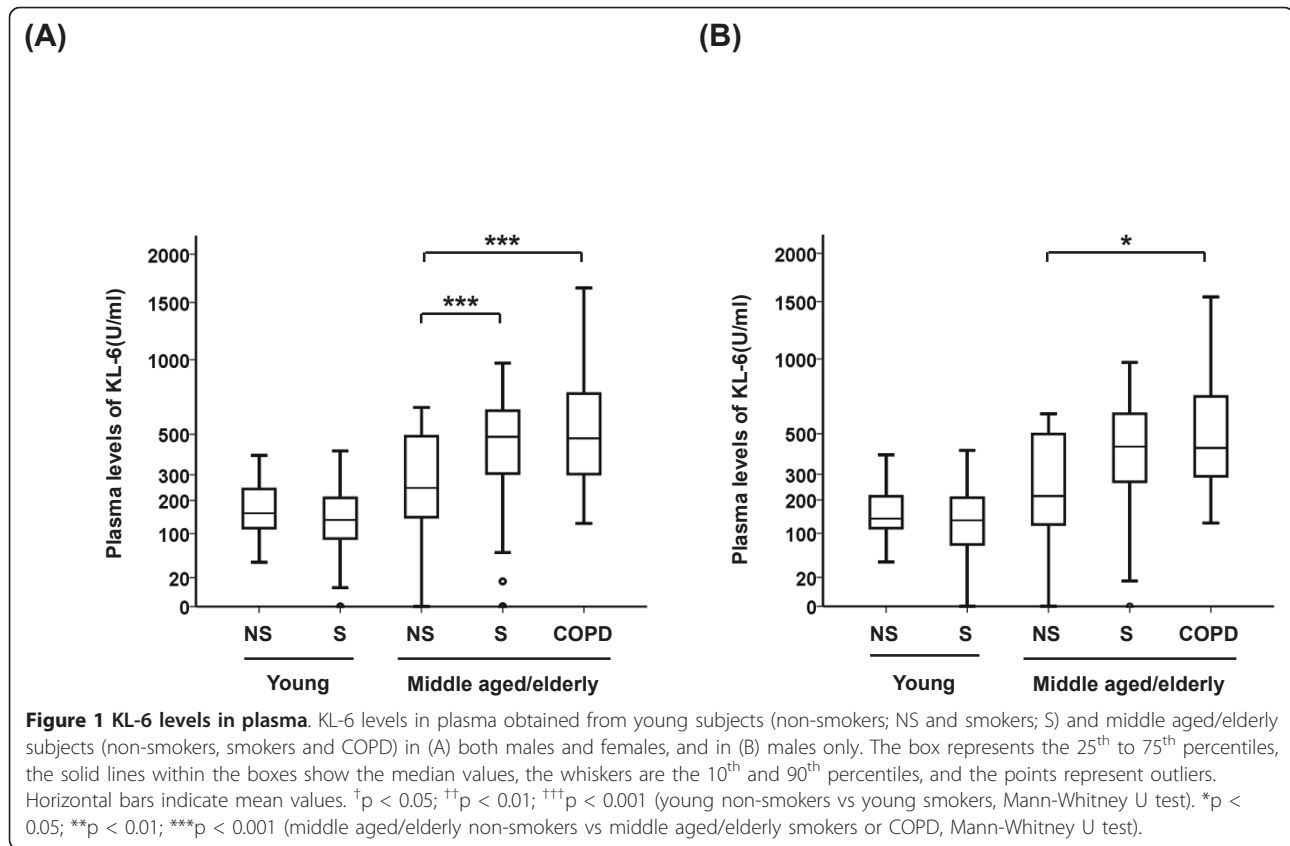 (A)
(B)
***
***
*
Plasma levels of KL-6(U/ml)
2000
1500
1000
500
300
200
100
20
0
NS S NS S COPD
Young Middle aged/elderly
Plasma levels of KL-6(U/ml)
2000
1500
1000
500
300
200
100
20
0
NS S NS S COPD
Young Middle aged/elderly
Figure 1 KL-6 levels in plasma. KL-6 levels in plasma obtained from young subjects (non-smokers; NS and smokers; S) and middle aged/elderly
subjects (non-smokers, smokers and COPD) in (A) both males and females, and in (B) males only. The box represents the 25th to 75th percentiles,
the solid lines within the boxes show the median values, the whiskers are the 10th and 90th percentiles, and the points represent outliers.
Horizontal bars indicate mean values. †p < 0.05; ††p < 0.01; †††p < 0.001 (young non-smokers vs young smokers, Mann-Whitney U test). *p <
0.05; **p < 0.01; ***p < 0.001 (middle aged/elderly non-smokers vs middle aged/elderly smokers or COPD, Mann-Whitney U test).